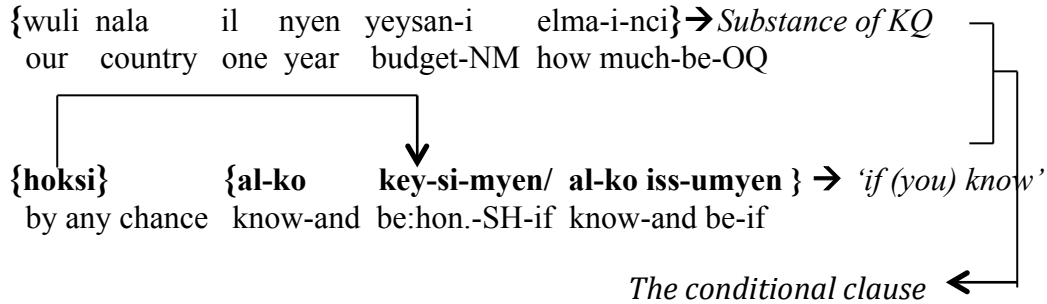 {wuli nala il nyen yeysan-i elma-i-nci}➔ Substance of KQ
our country one year budget-NM how much-be-OQ
{hoksi} {al-ko key-si-myen/ al-ko iss-umyen } ➔ ‘if (you) know’
by any chance know-and be:hon.-SH-if know-and be-if
The conditional clause